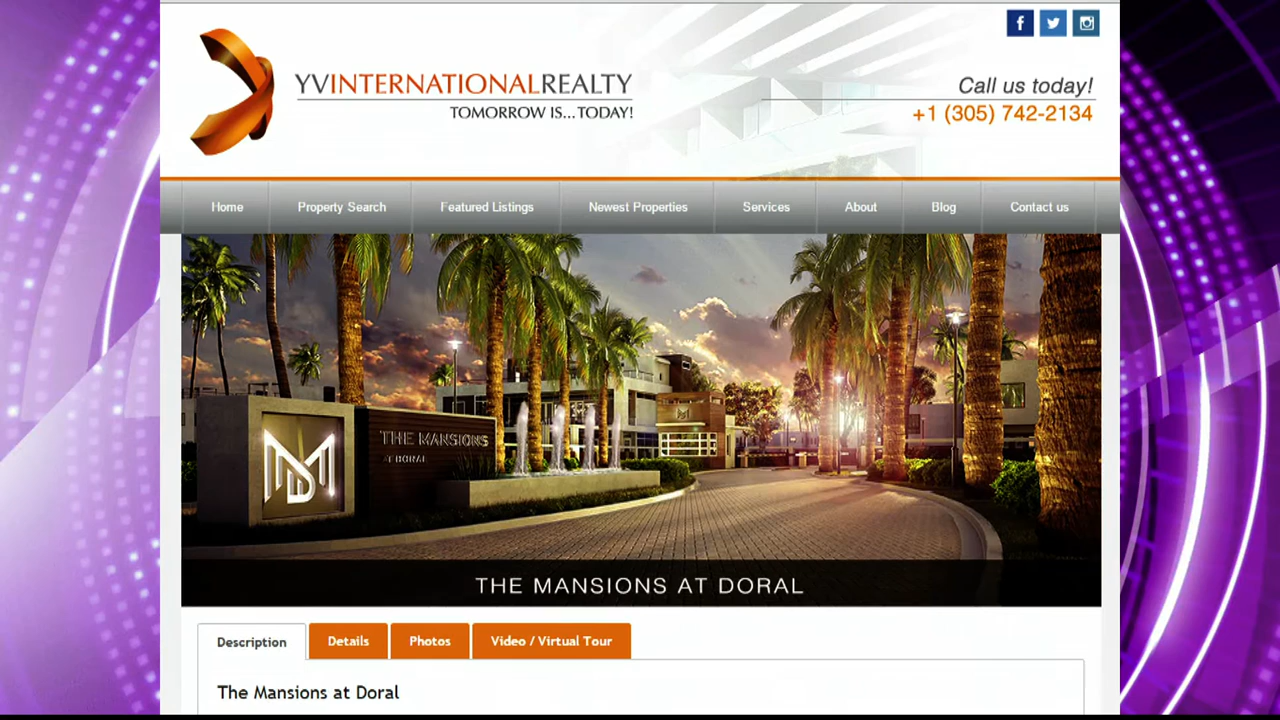 f
YVINTERNATIONALREALTY
TOMORROW IS...TODAY!
Call us today!
+1 (305) 742-2134
Home
Property Search
Featured Listings
Newest Properties
Services
About
Blog
Contact us
THE MANSIONS
AT DORAL
MD
M
THE MANSIONS AT DORAL
Description
Details
Photos
Video / Virtual Tour
The Mansions at Doral